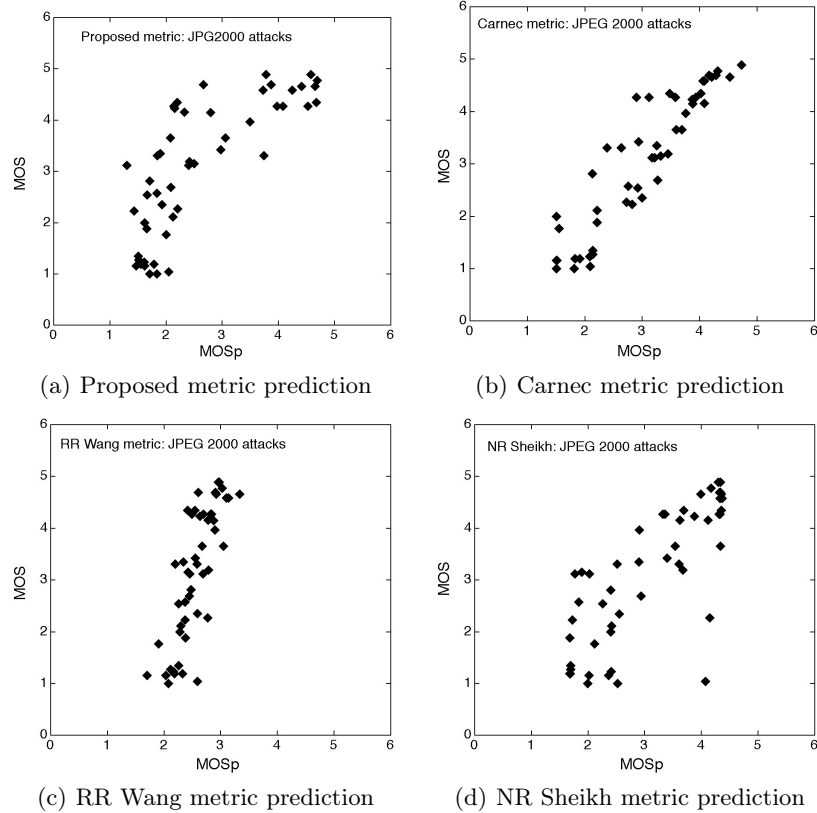 Proposed metric: JPG2000 attacks
6
5
4
3
2
1
0
MOS
0 1 2 3 4 5 6
MOSp
(a) Proposed metric prediction
Carnec metric: JPEG 2000 attacks
6
5
4
3
2
1
0
MOS
0 1 2 3 4 5 6
MOSp
(b) Carnec metric prediction
RR Wang metric: JPEG 2000 attacks
6
5
4
3
2
1
0
MOS
0 1 2 3 4 5 6
MOSp
(c) RR Wang metric prediction
NR Sheikh: JPEG 2000 attacks
6
5
4
3
2
1
0
MOS
0 1 2 3 4 5 6
MOSp
(d) NR Sheikh metric prediction